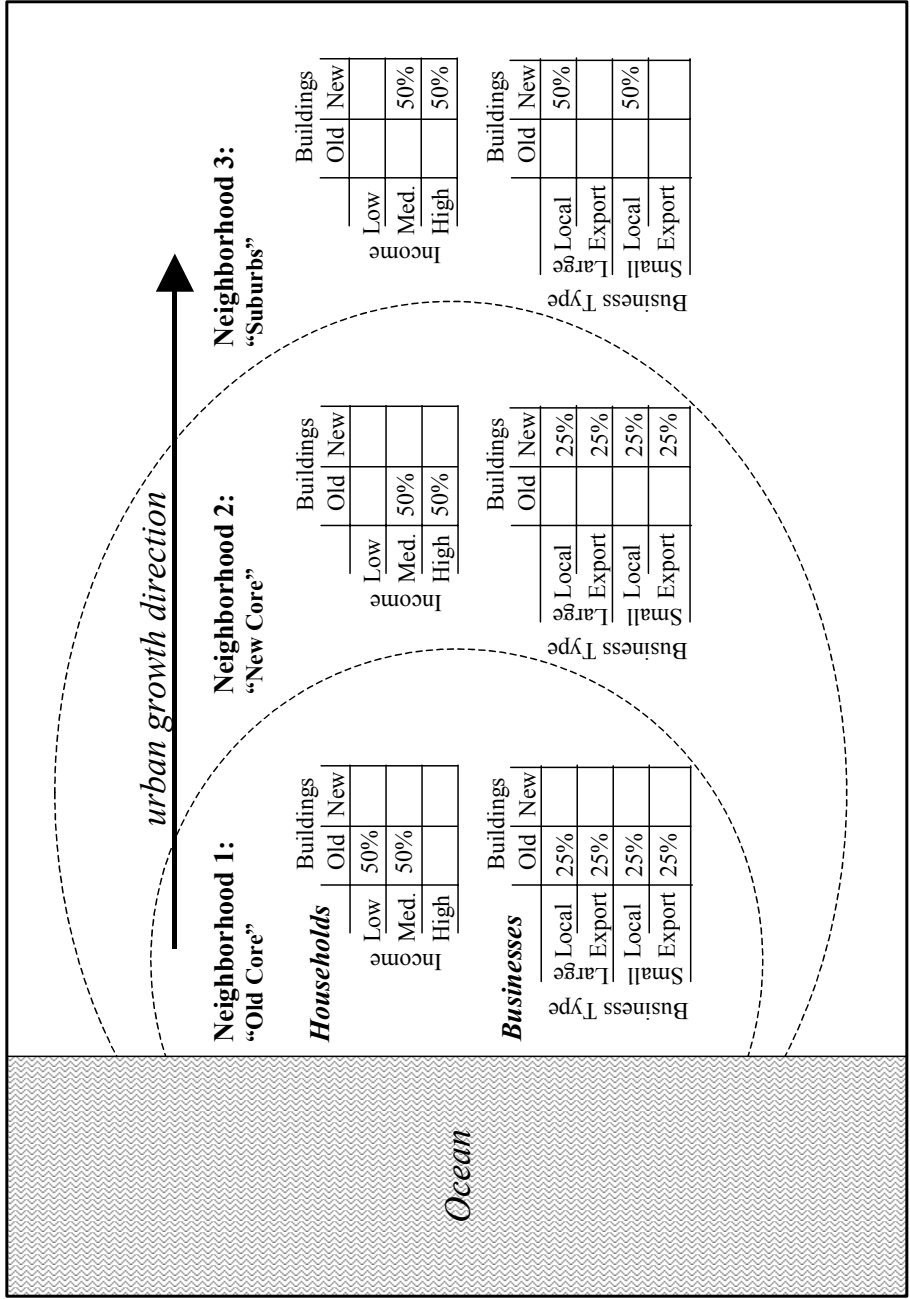 urban growth direction
Neighborhood 1:
“Old Core”
Neighborhood 2:
“New Core”
Neighborhood 3:
“Suburbs”
Ocean
Households
Buildings
Old New
Income
Low 50%
Med. 50%
High
Buildings
Old New
Income
Low
Med. 50%
High 50%
Buildings
Old New
Income
Low
Med. 50%
High 50%
Businesses
Buildings
Old New
Business Type
Large
Local 25%
Export 25%
Small
Local 25%
Export 25%
Buildings
Old New
Business Type
Large
Local 25%
Export 25%
Small
Local 25%
Export 25%
Buildings
Old New
Business Type
Large
Local 50%
Export
Small
Local 50%
Export